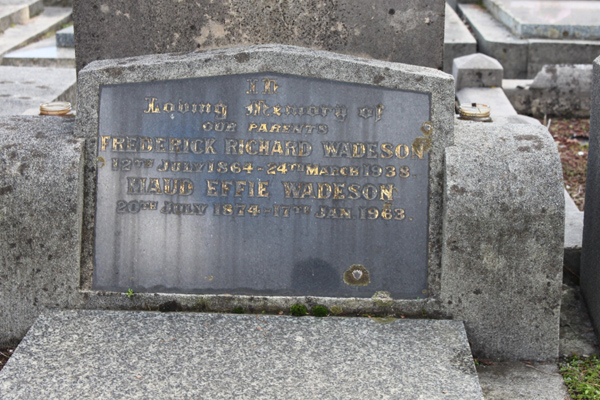 In
Loving Memory of
OUR PARENTS
FREDERICK RICHARD WADESON
12TH JULY 1864 - 24TH MARCH 1938.
MAUD EFFIE WADESON
20TH JULY 1874 - 17TH JAN 1963.